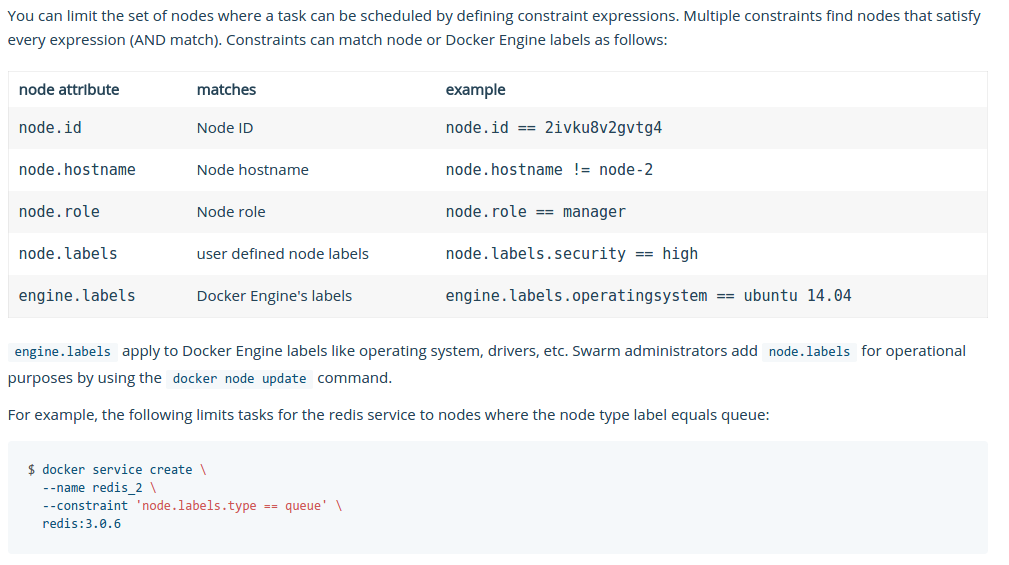 You can limit the set of nodes where a task can be scheduled by defining constraint expressions. Multiple constraints find nodes that satisfy
every expression (AND match). Constraints can match node or Docker Engine labels as follows:
node attribute matches example
node.id Node ID node.id == 2ivku8v2gvtg4
node.hostname Node hostname node.hostname != node-2
node.role Node role node.role == manager
node.labels user defined node labels node.labels.security == high
engine.labels Docker Engine's labels engine.labels.operatingsystem == ubuntu 14.04
engine.labels apply to Docker Engine labels like operating system, drivers, etc. Swarm administrators add node.labels for operational
purposes by using the docker node update command.
For example, the following limits tasks for the redis service to nodes where the node type label equals queue:
$ docker service create \
--name redis_2 \
--constraint 'node.labels.type == queue' \
redis:3.0.6